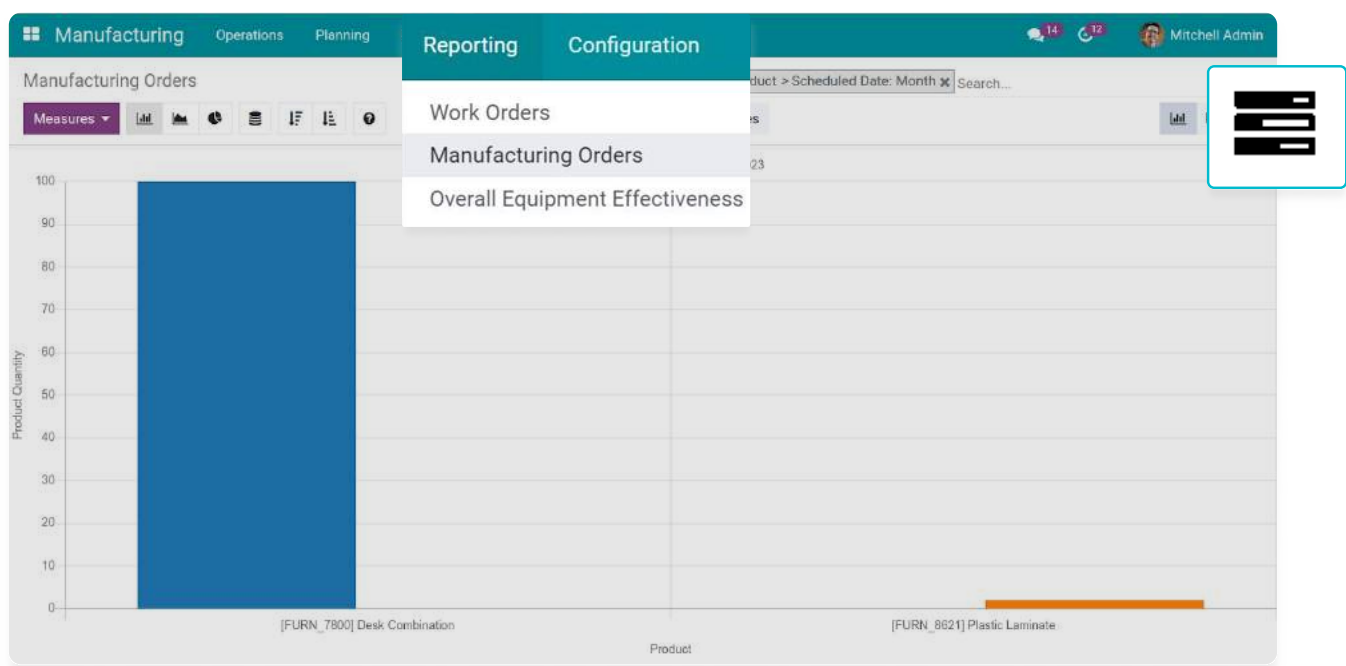 Manufacturing Operations Planning Reporting Configuration 14 12 Mitchell Admin
Manufacturing Orders
Scheduled Date: Month × Search...
Measures
Work Orders
Manufacturing Orders
Overall Equipment Effectiveness
100
90
80
70
60
50
40
30
20
10
0
Product Quantity
[FURN_7800] Desk Combination [FURN_8621] Plastic Laminate
Product